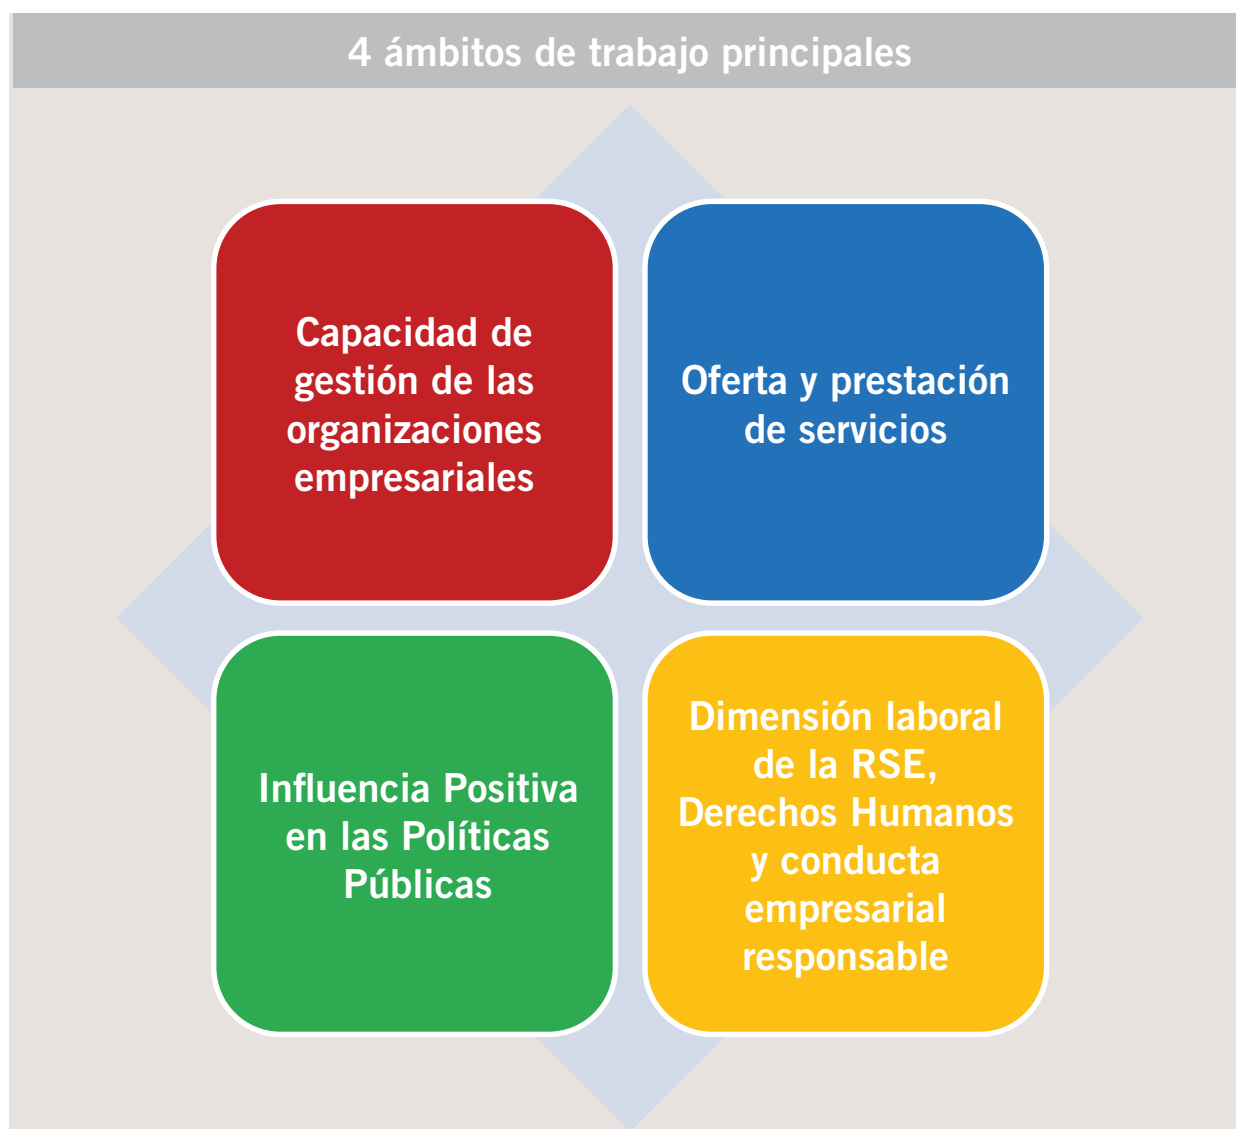 4 ámbitos de trabajo principales
Capacidad de
gestión de las
organizaciones
empresariales
Oferta y prestación
de servicios
Influencia Positiva
en las Políticas
Públicas
Dimensión laboral
de la RSE,
Derechos Humanos
y conducta
empresarial
responsable